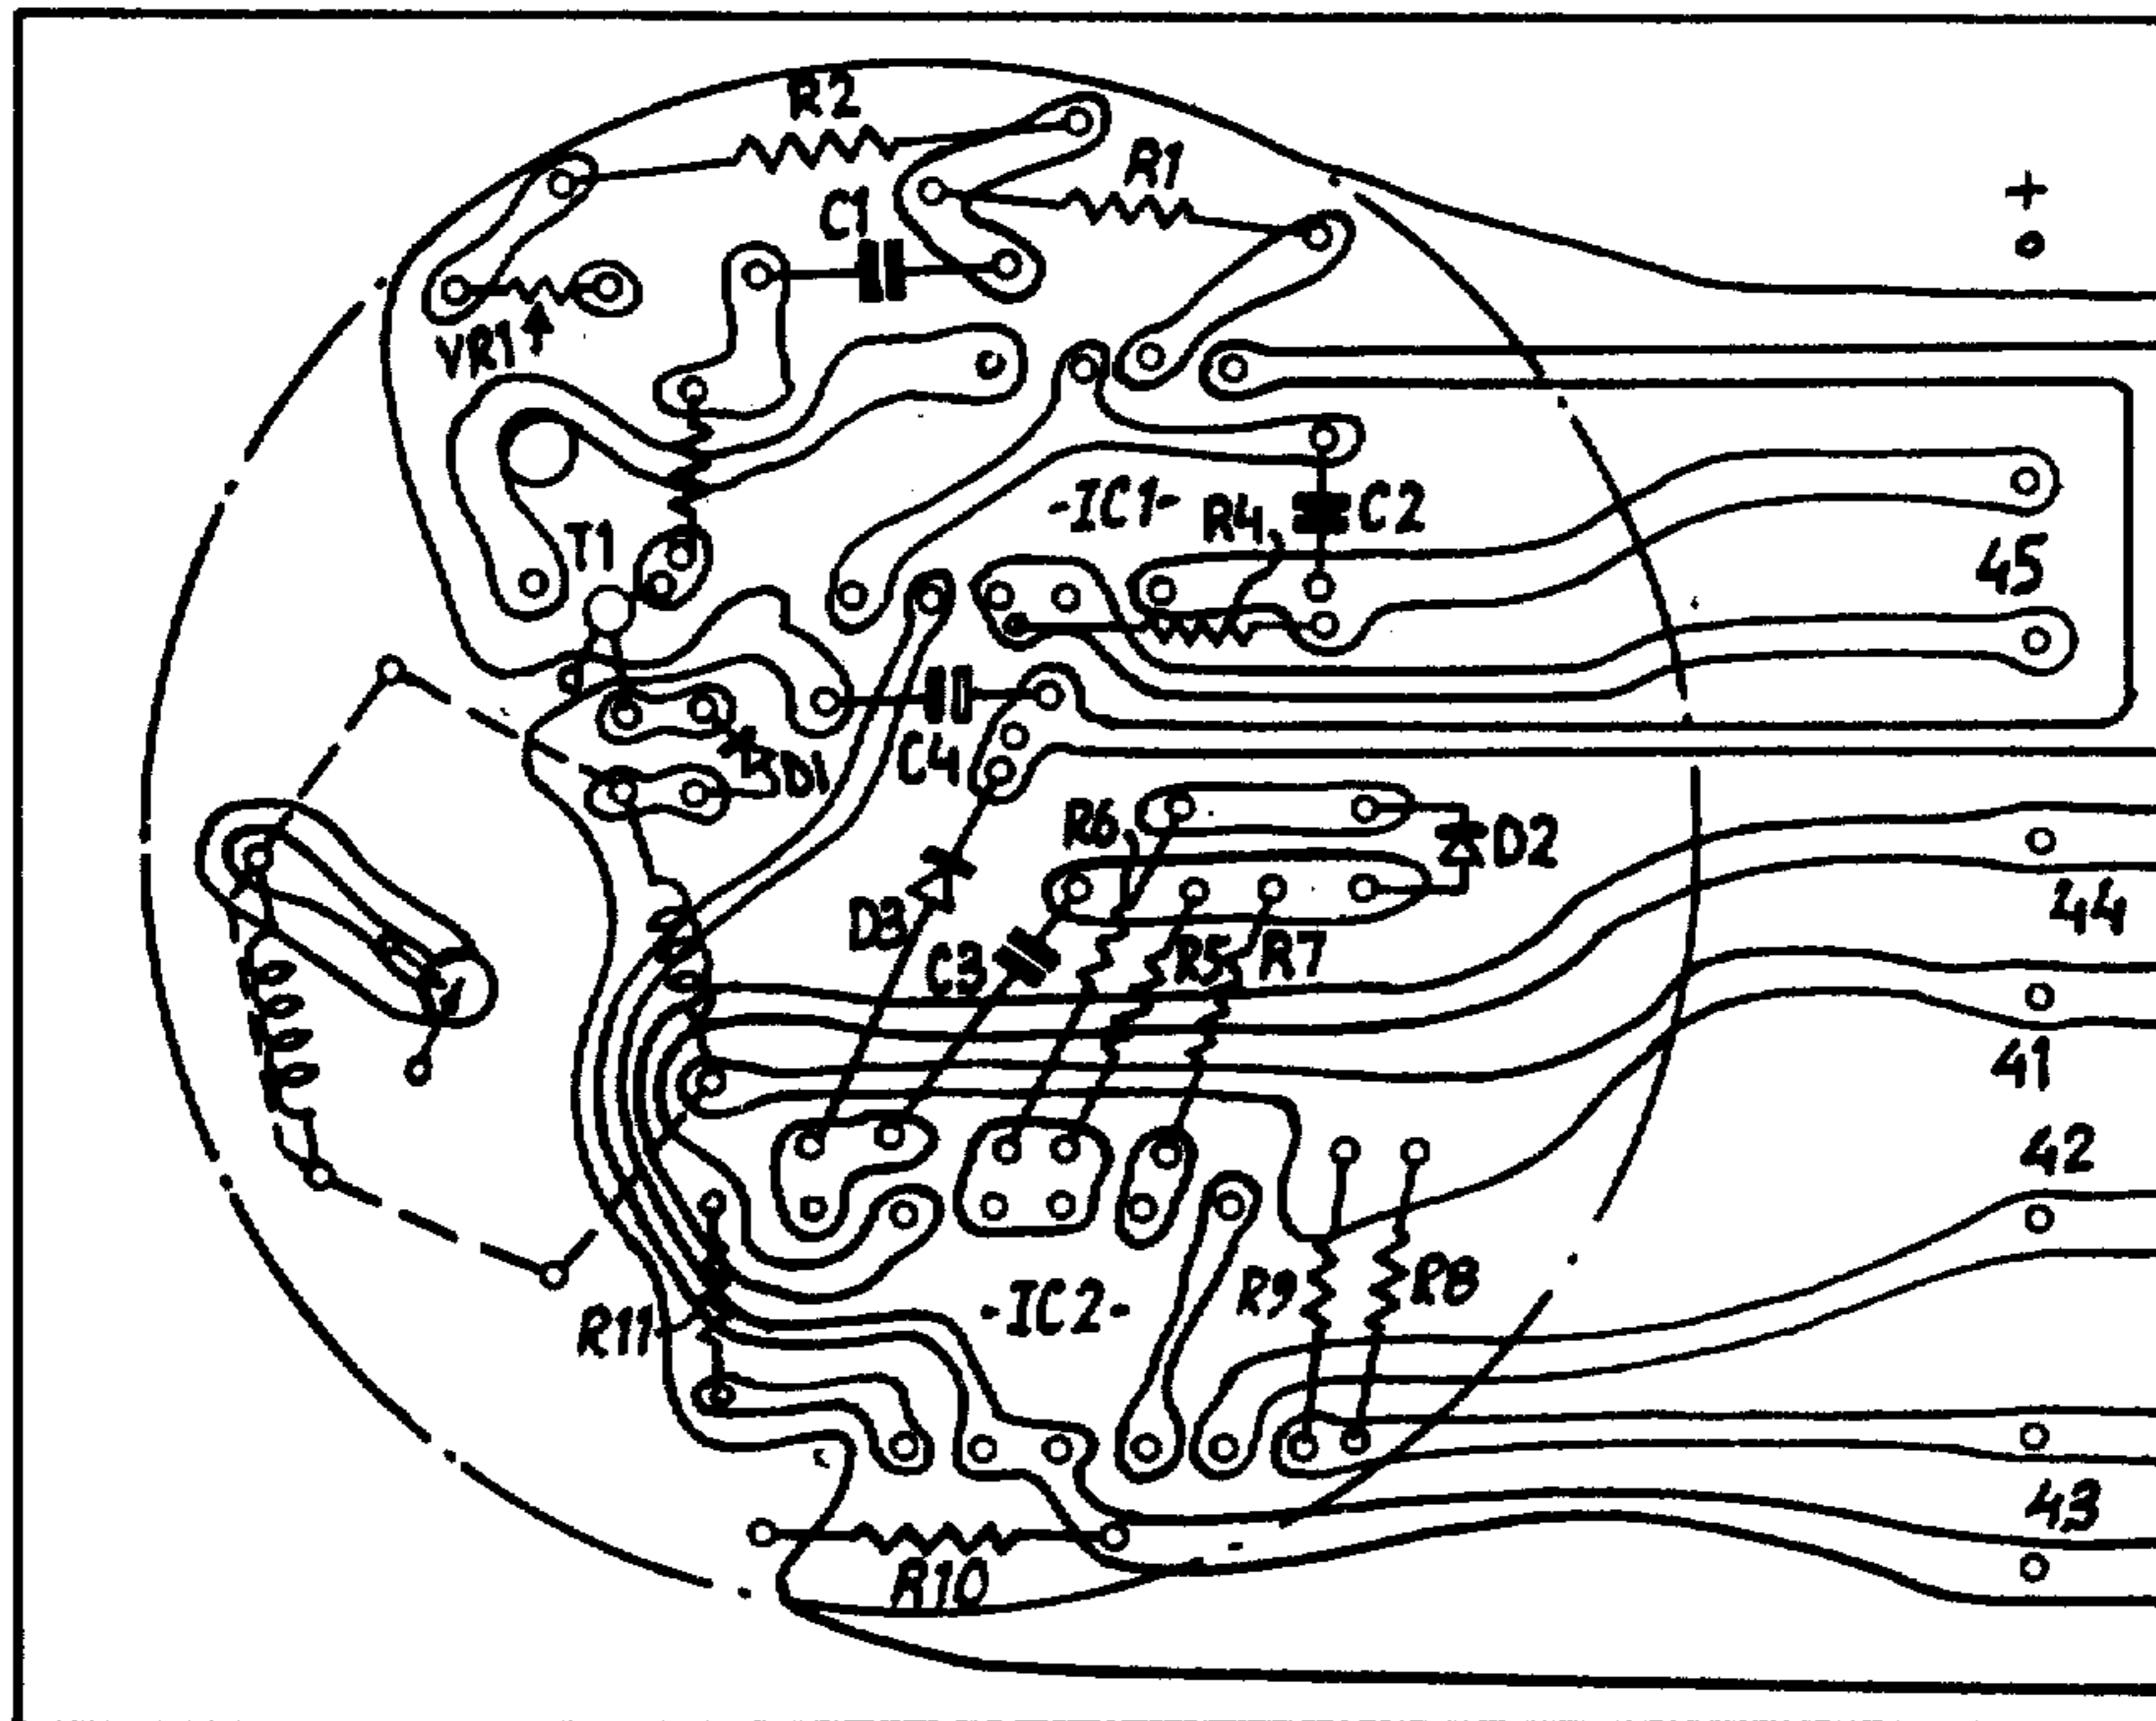 R2
R1
+
C1
VR1
-IC1-
R4
C2
T1
45
C4
D1
R6
D2
44
D3
C3
R5
R7
41
42
R9
R8
-IC2-
R11
43
R10